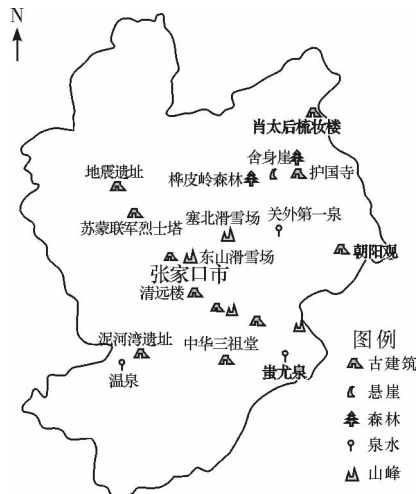 N
肖太后梳妆楼
舍身崖
地震遗址
桦皮岭森林
护国寺
苏蒙联军烈士塔
塞北滑雪场
关外第一泉
东山滑雪场
朝阳观
张家口市
清远楼
泥河湾遗址
中华三祖堂
温泉
蚩尤泉
图例
古建筑
悬崖
森林
泉水
山峰